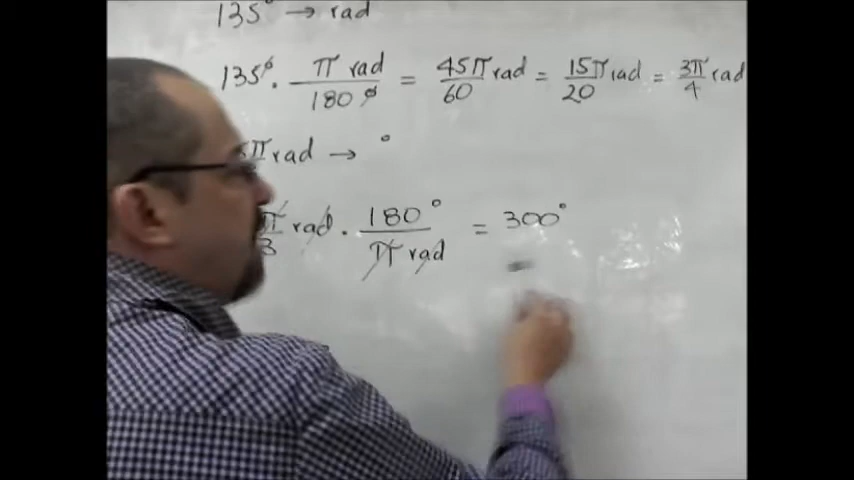 135° → rad
135° · π rad / 180° = 45π/60 rad = 15π/20 rad = 3π/4 rad
π rad → °
π/3 rad · 180° / π rad = 300°